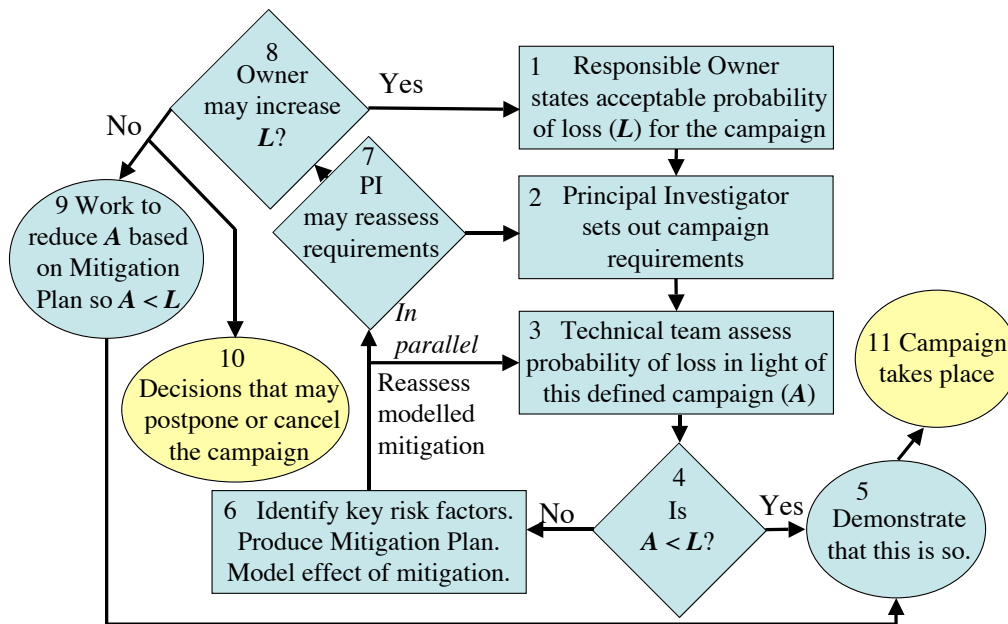 8
Owner
may increase
L?
Yes
No
1 Responsible Owner
states acceptable probability
of loss (L) for the campaign
7
PI
may reassess
requirements
2 Principal Investigator
sets out campaign
requirements
9 Work to
reduce A based
on Mitigation
Plan so A < L
In
parallel
Reassess
modelled
mitigation
3 Technical team assess
probability of loss in light of
this defined campaign (A)
11 Campaign
takes place
10
Decisions that may
postpone or cancel
the campaign
4
Is
A < L?
No
Yes
5
Demonstrate
that this is so.
6 Identify key risk factors.
Produce Mitigation Plan.
Model effect of mitigation.